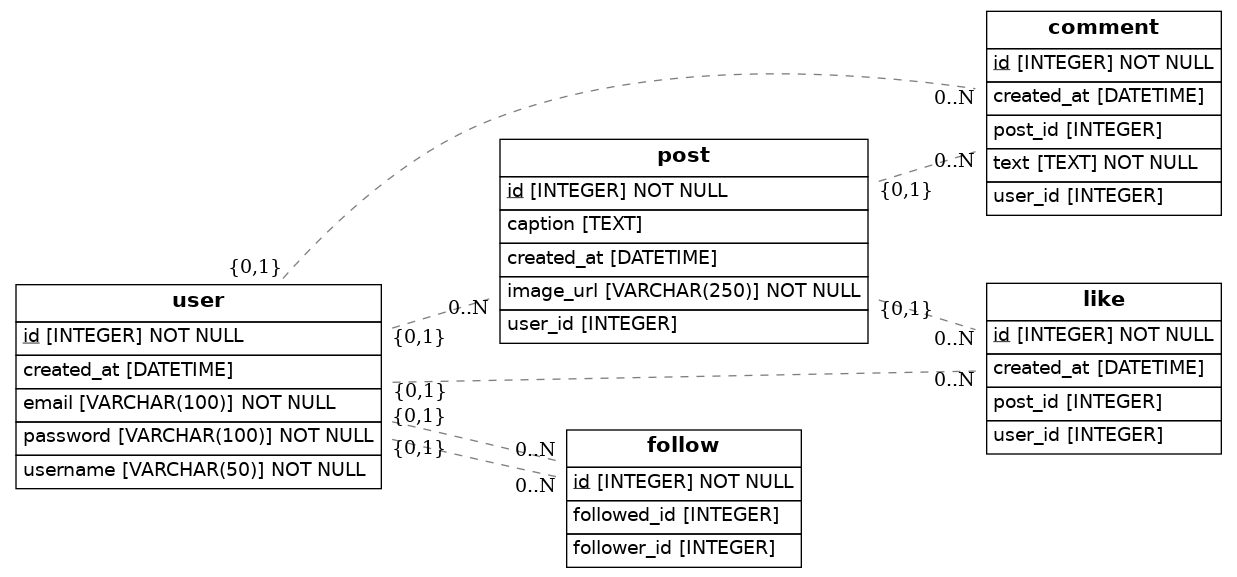 comment
id [INTEGER] NOT NULL
created_at [DATETIME]
post_id [INTEGER]
text [TEXT] NOT NULL
user_id [INTEGER]
0..N
0..N
post
id [INTEGER] NOT NULL
caption [TEXT]
created_at [DATETIME]
image_url [VARCHAR(250)] NOT NULL
user_id [INTEGER]
{0,1}
{0,1}
{0,1}
user
id [INTEGER] NOT NULL
created_at [DATETIME]
email [VARCHAR(100)] NOT NULL
password [VARCHAR(100)] NOT NULL
username [VARCHAR(50)] NOT NULL
0..N
{0,1}
{0,1}
{0,1}
{0,1}
like
id [INTEGER] NOT NULL
created_at [DATETIME]
post_id [INTEGER]
user_id [INTEGER]
0..N
0..N
0..N
0..N
follow
id [INTEGER] NOT NULL
followed_id [INTEGER]
follower_id [INTEGER]